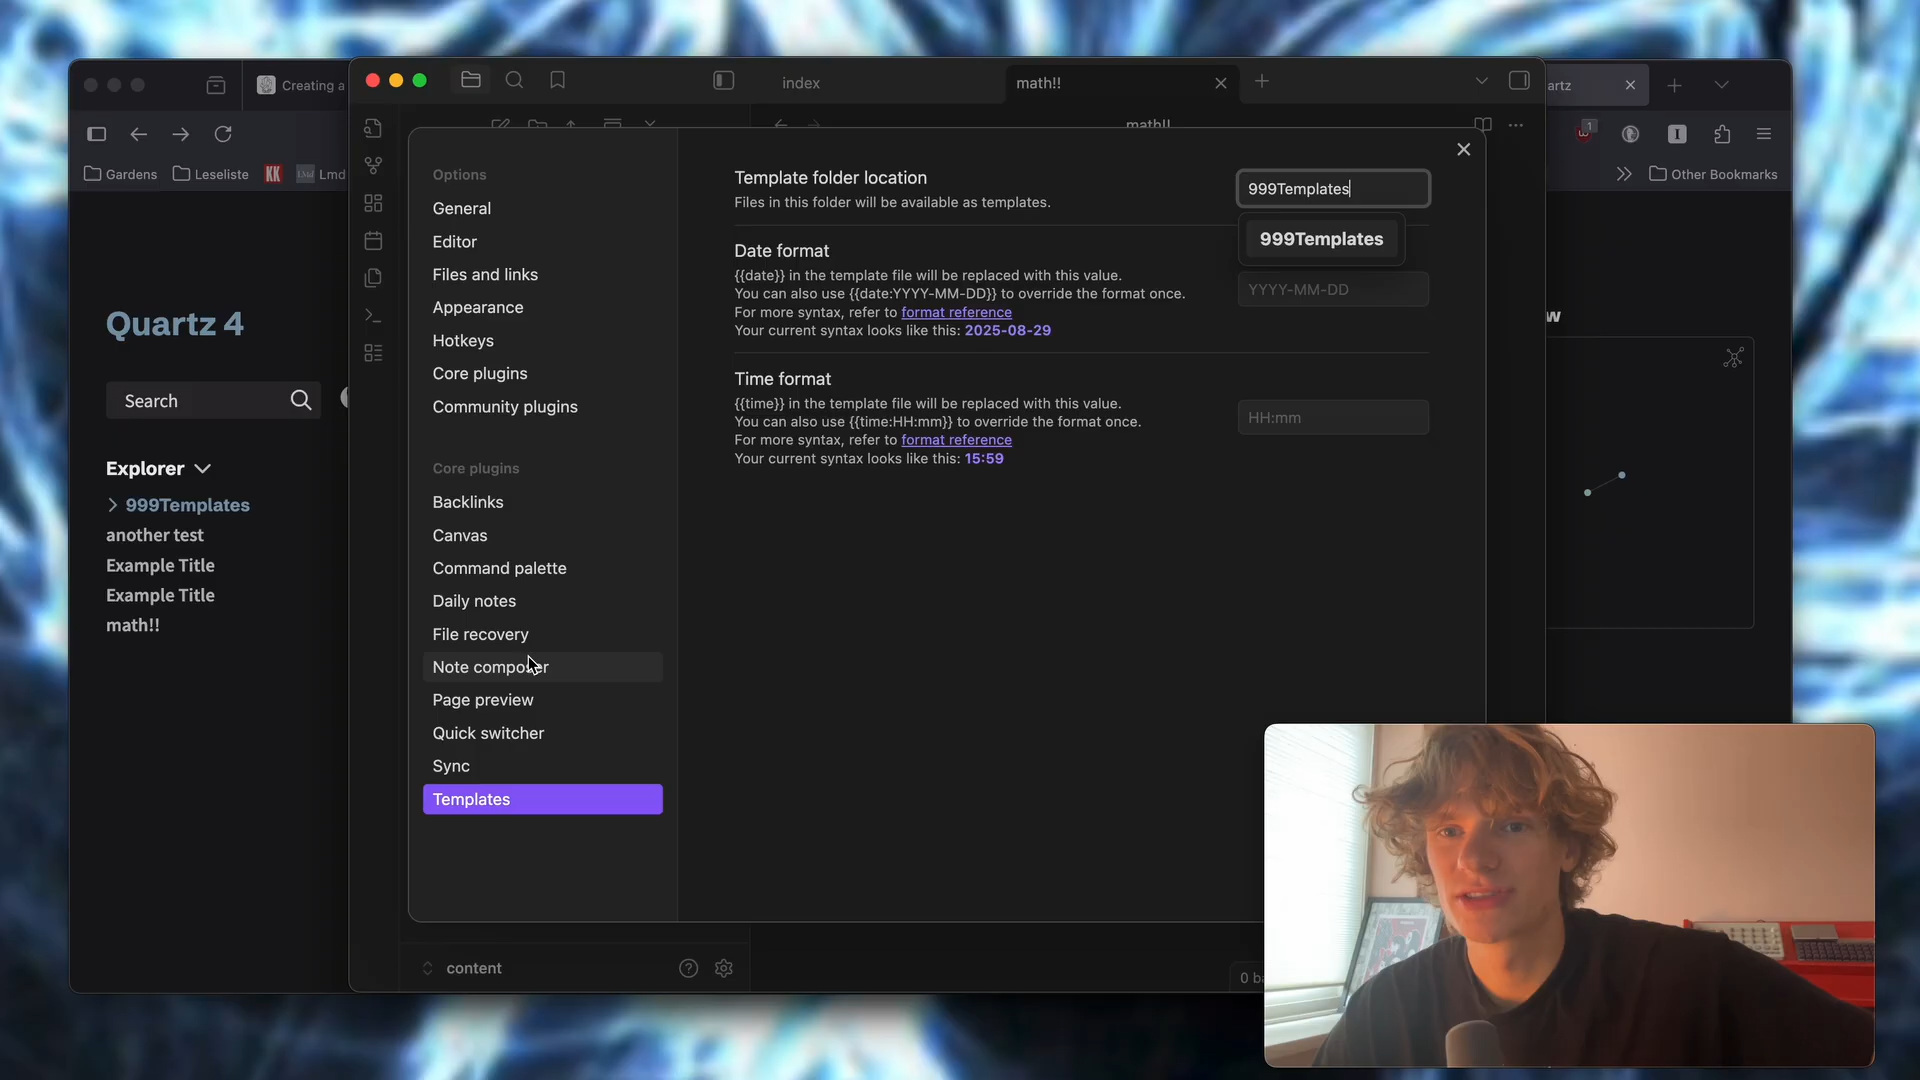 Creating a
index
math!!
artz
math!!
1
Gardens
Leseliste
KK
Lmd
Lmd
Other Bookmarks
Quartz 4
Search
Explorer
999Templates
another test
Example Title
Example Title
math!!
Options
General
Editor
Files and links
Appearance
Hotkeys
Core plugins
Community plugins
Core plugins
Backlinks
Canvas
Command palette
Daily notes
File recovery
Note composer
Page preview
Quick switcher
Sync
Templates
Template folder location
Files in this folder will be available as templates.
999Templates
999Templates
Date format
{{date}} in the template file will be replaced with this value.
You can also use {{date:YYYY-MM-DD}} to override the format once.
For more syntax, refer to format reference
Your current syntax looks like this: 2025-08-29
YYYY-MM-DD
Time format
{{time}} in the template file will be replaced with this value.
You can also use {{time:HH:mm}} to override the format once.
For more syntax, refer to format reference
Your current syntax looks like this: 15:59
HH:mm
w
content
0 ba